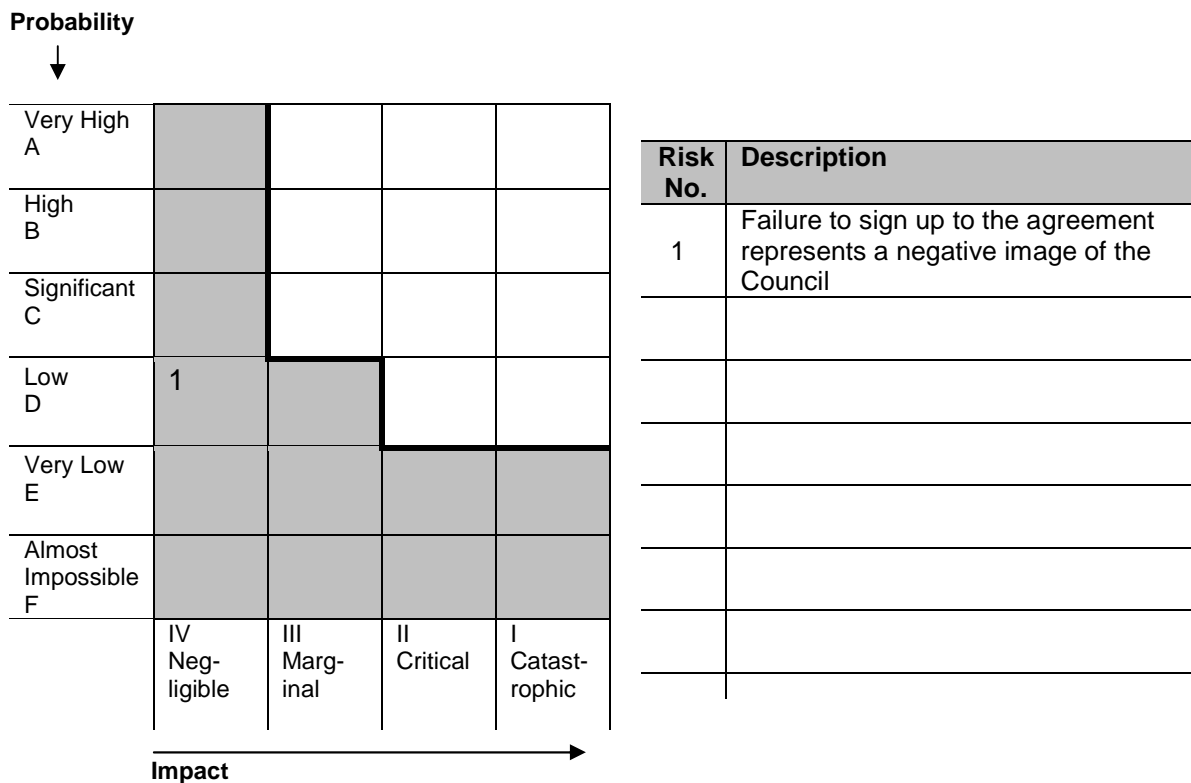 Probability
Very High
A
High
B
Significant
C
Low
D
1
Very Low
E
Almost
Impossible
F
IV
Neg-
ligible
III
Marg-
inal
II
Critical
I
Catast-
rophic
Impact
Risk
No.
Description
1
Failure to sign up to the agreement
represents a negative image of the
Council